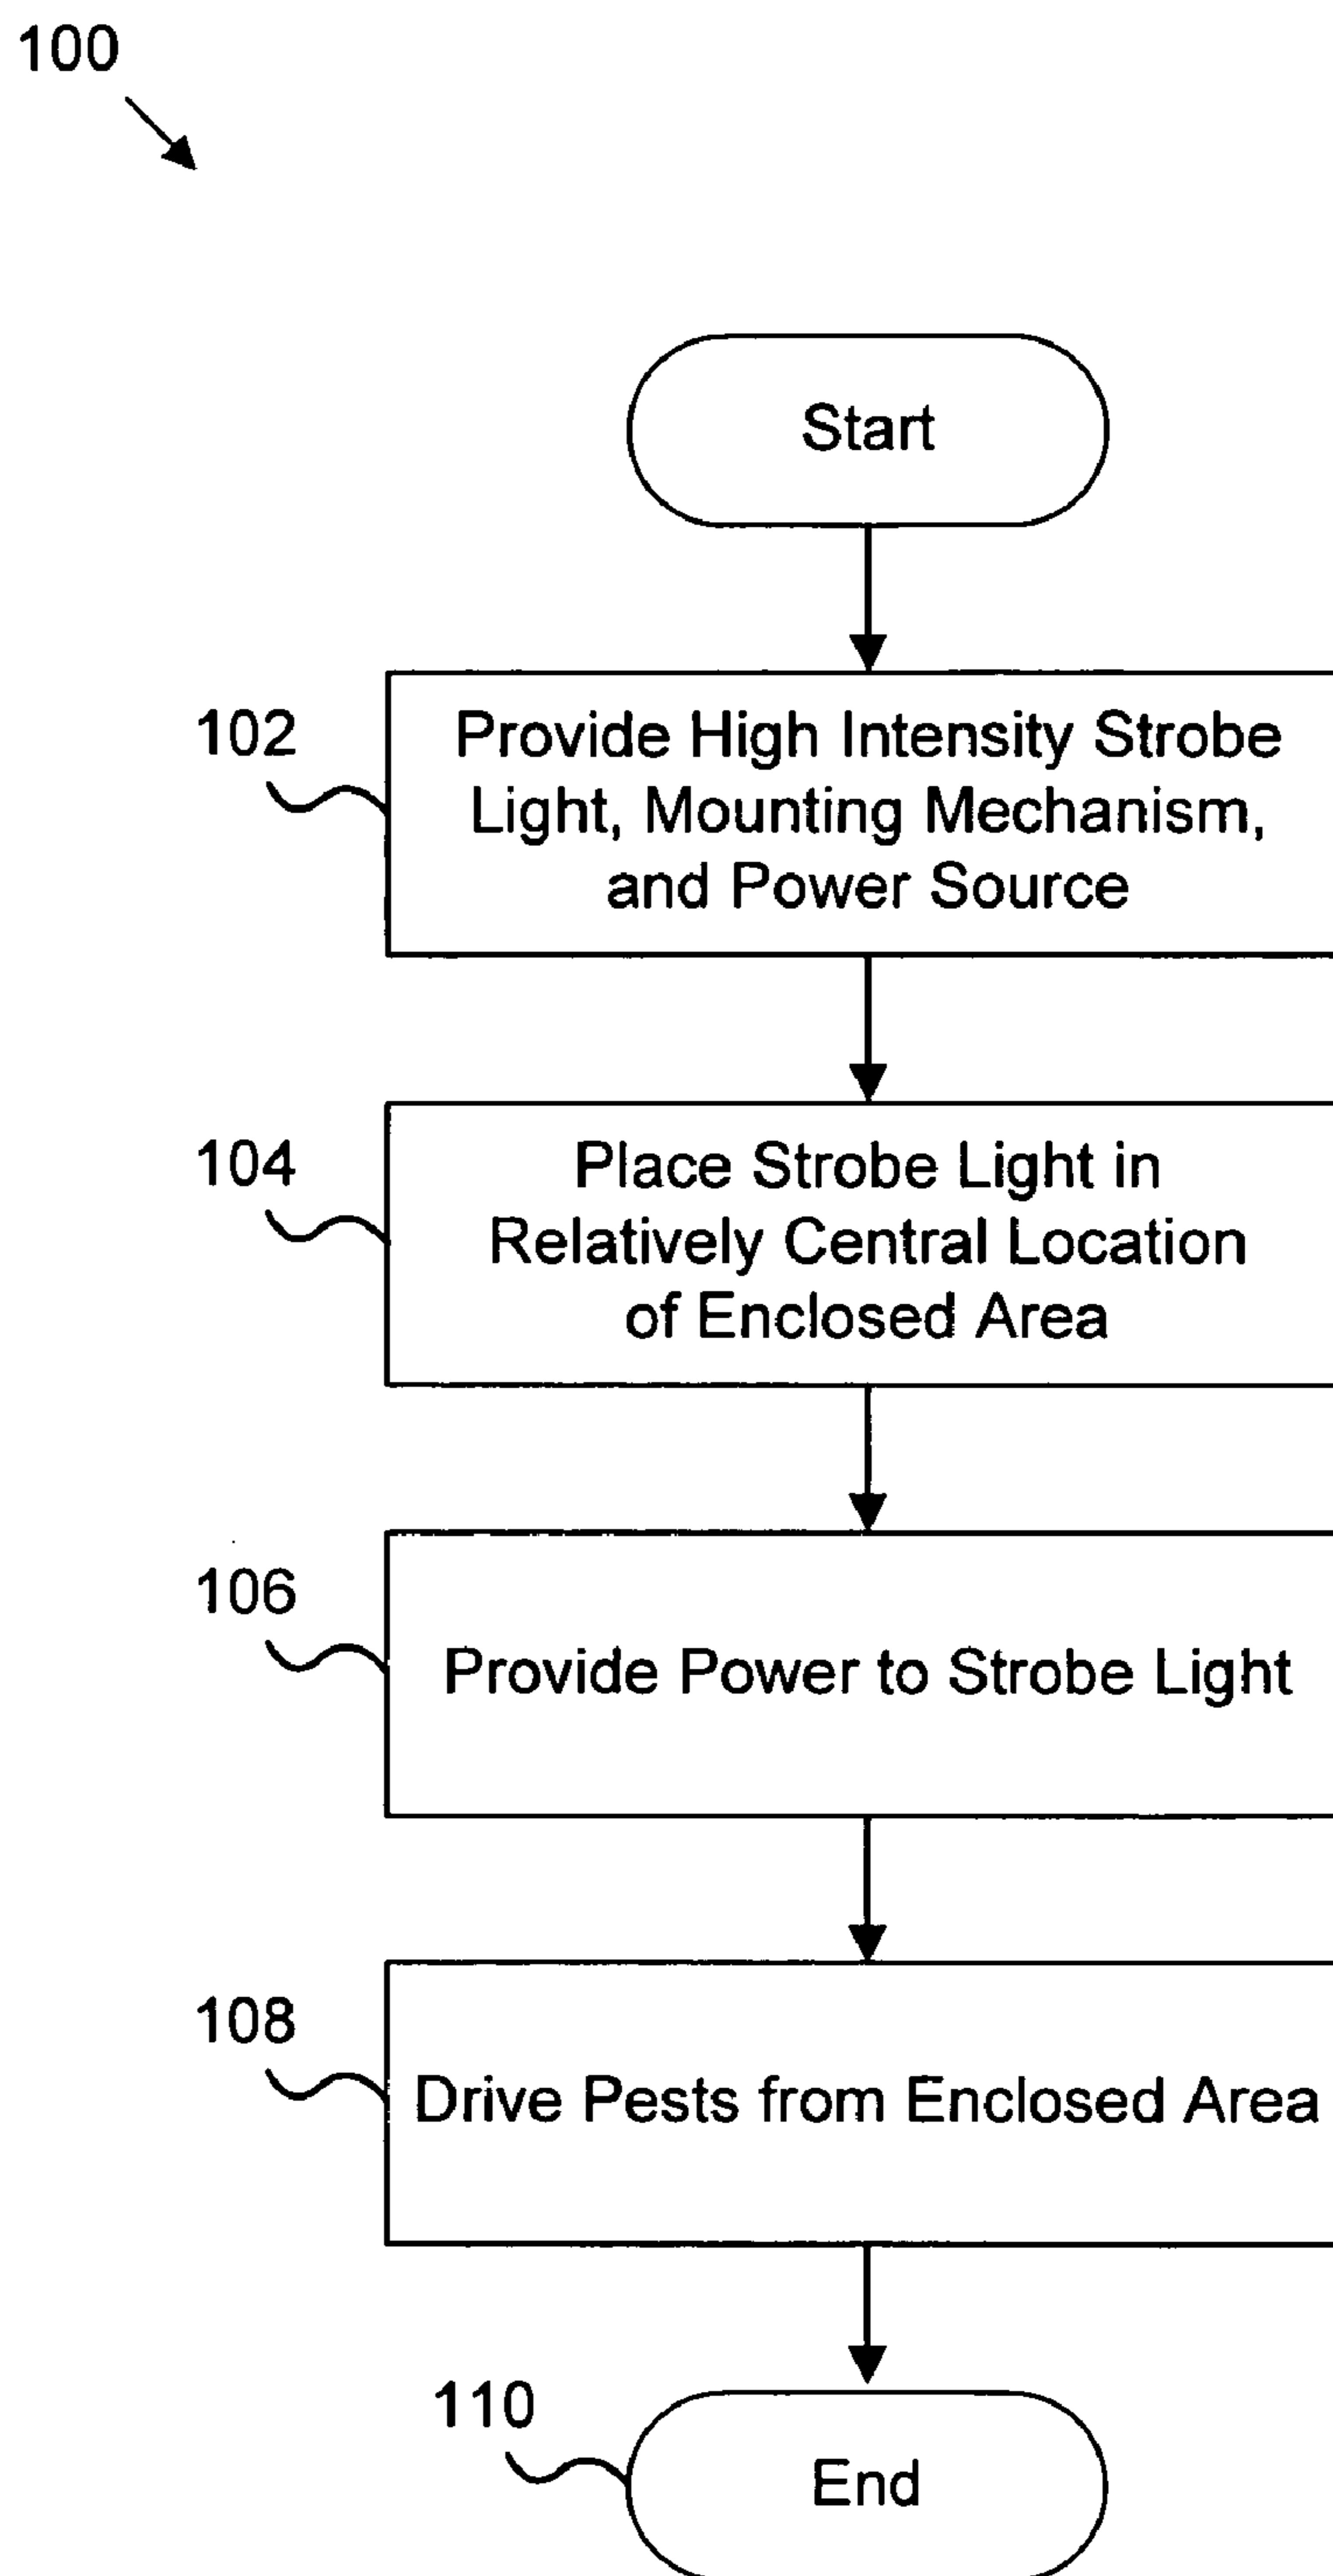 100
Start
102
Provide High Intensity Strobe
Light, Mounting Mechanism,
and Power Source
104
Place Strobe Light in
Relatively Central Location
of Enclosed Area
106
Provide Power to Strobe Light
108
Drive Pests from Enclosed Area
110
End